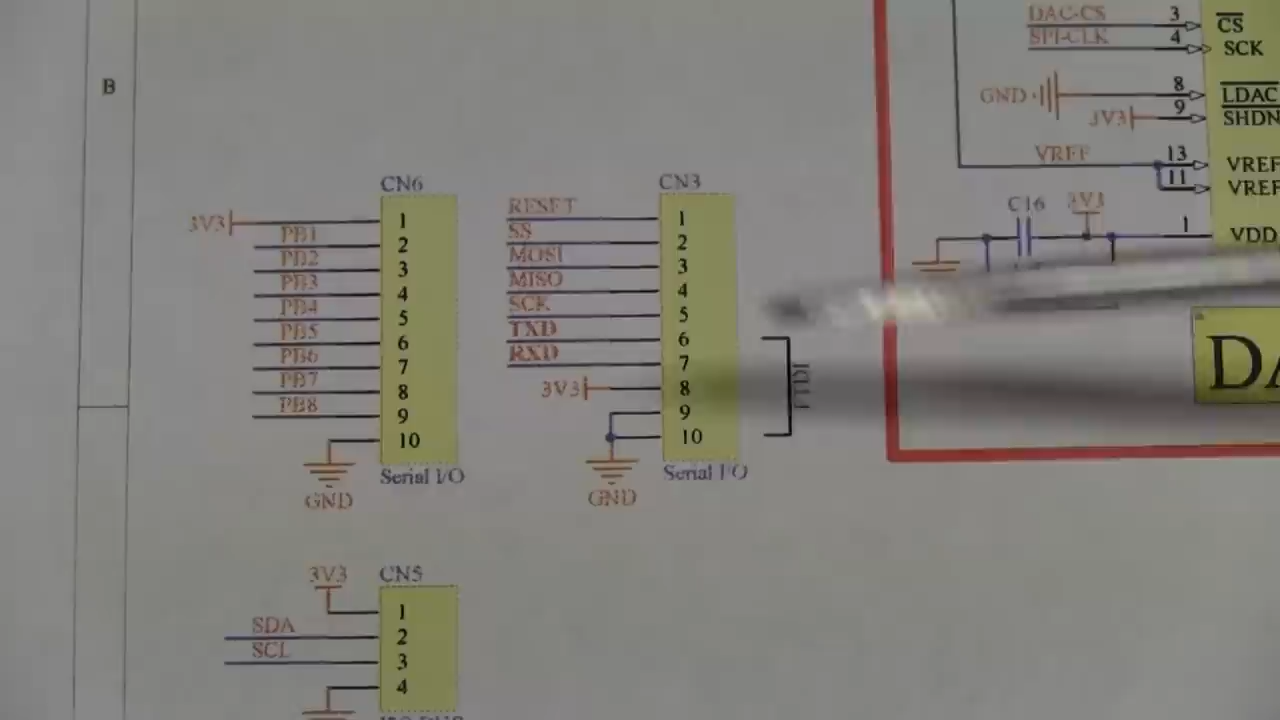 B
DAC-CS 3 CS
SPI-CLK 4 SCK
GND 8 LDAC
3V3 9 SHDN
VREF 13 VREF
11 VREF
C16 3V3
1 VDD
CN6
3V3 1
PB1 2
PB2 3
PB3 4
PB4 5
PB5 6
PB6 7
PB7 8
PB8 9
10
GND
Serial I/O
CN3
RESET 1
SS 2
MOSI 3
MISO 4
SCK 5
TXD 6
RXD 7
3V3 8
9
10
GND
Serial I/O
FTDI
DA
3V3
CN5
1
SDA 2
SCL 3
4